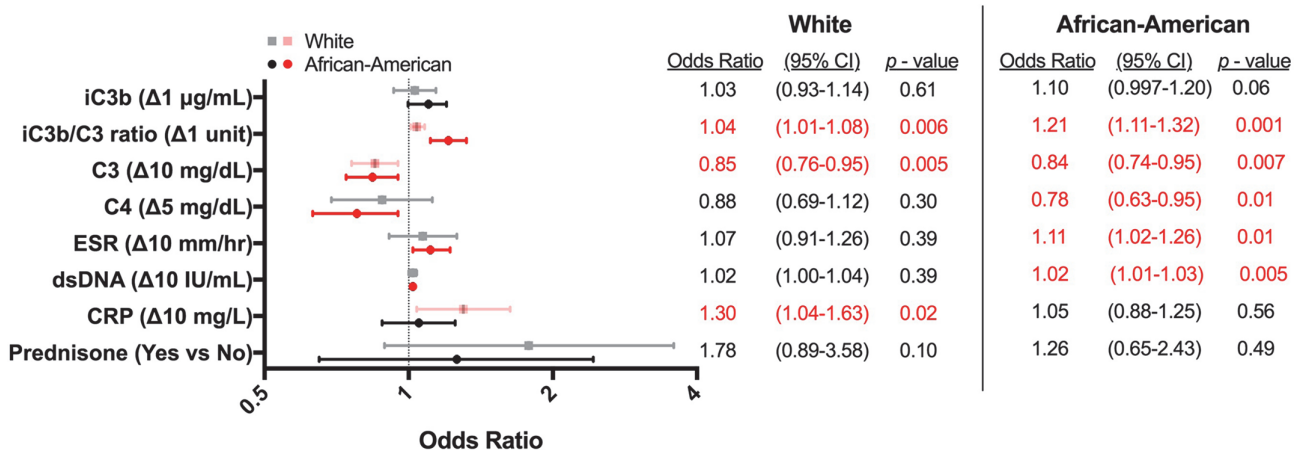 White African-American
Odds Ratio (95% CI) p - value Odds Ratio (95% CI) p - value
White
African-American
iC3b (Δ1 µg/mL) 1.03 (0.93-1.14) 0.61 1.10 (0.997-1.20) 0.06
iC3b/C3 ratio (Δ1 unit) 1.04 (1.01-1.08) 0.006 1.21 (1.11-1.32) 0.001
C3 (Δ10 mg/dL) 0.85 (0.76-0.95) 0.005 0.84 (0.74-0.95) 0.007
C4 (Δ5 mg/dL) 0.88 (0.69-1.12) 0.30 0.78 (0.63-0.95) 0.01
ESR (Δ10 mm/hr) 1.07 (0.91-1.26) 0.39 1.11 (1.02-1.26) 0.01
dsDNA (Δ10 IU/mL) 1.02 (1.00-1.04) 0.39 1.02 (1.01-1.03) 0.005
CRP (Δ10 mg/L) 1.30 (1.04-1.63) 0.02 1.05 (0.88-1.25) 0.56
Prednisone (Yes vs No) 1.78 (0.89-3.58) 0.10 1.26 (0.65-2.43) 0.49
0.5 1 2 4
Odds Ratio